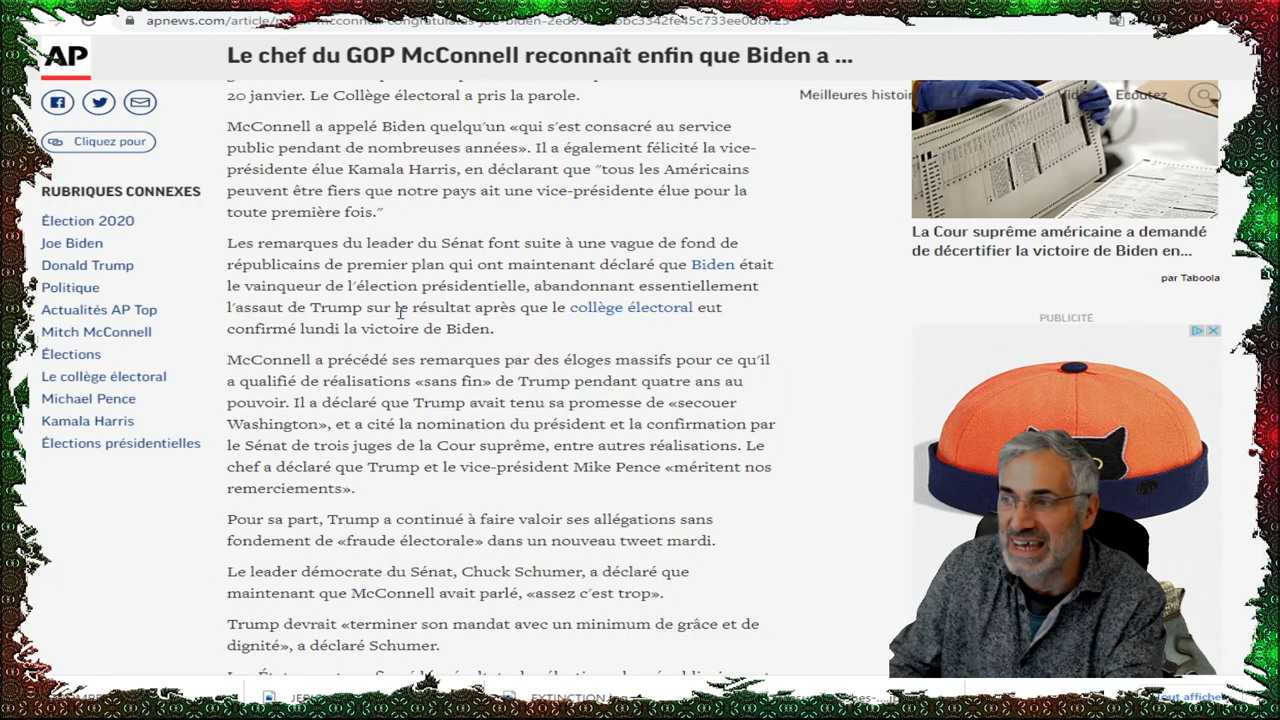 apnews.com/article/
AP
Le chef du GOP McConnell reconnaît enfin que Biden a ...
20 janvier. Le Collège électoral a pris la parole.
Meilleures histoir
Ecoutez
Cliquez pour
McConnell a appelé Biden quelqu'un «qui s'est consacré au service
public pendant de nombreuses années». Il a également félicité la vice-
présidente élue Kamala Harris, en déclarant que "tous les Américains
peuvent être fiers que notre pays ait une vice-présidente élue pour la
toute première fois."
RUBRIQUES CONNEXES
Élection 2020
Joe Biden
Donald Trump
Politique
Actualités AP Top
Mitch McConnell
Élections
Le collège électoral
Michael Pence
Kamala Harris
Élections présidentielles
Les remarques du leader du Sénat font suite à une vague de fond de
républicains de premier plan qui ont maintenant déclaré que Biden était
le vainqueur de l'élection présidentielle, abandonnant essentiellement
l'assaut de Trump sur le résultat après que le collège électoral eut
confirmé lundi la victoire de Biden.
McConnell a précédé ses remarques par des éloges massifs pour ce qu'il
a qualifié de réalisations «sans fin» de Trump pendant quatre ans au
pouvoir. Il a déclaré que Trump avait tenu sa promesse de «secouer
Washington», et a cité la nomination du président et la confirmation par
le Sénat de trois juges de la Cour suprême, entre autres réalisations. Le
chef a déclaré que Trump et le vice-président Mike Pence «méritent nos
remerciements».
Pour sa part, Trump a continué à faire valoir ses allégations sans
fondement de «fraude électorale» dans un nouveau tweet mardi.
Le leader démocrate du Sénat, Chuck Schumer, a déclaré que
maintenant que McConnell avait parlé, «assez c'est trop».
Trump devrait «terminer son mandat avec un minimum de grâce et de
dignité», a déclaré Schumer.
La Cour suprême américaine a demandé
de décertifier la victoire de Biden en...
par Taboola
PUBLICITÉ
EXTINCTION.jpg
out affiche